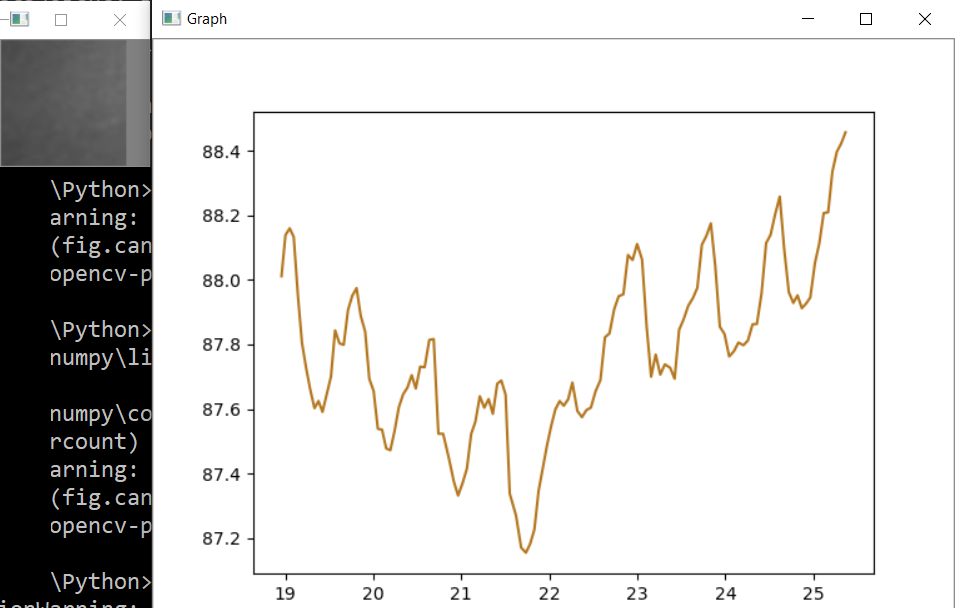 Graph
\Python>
arning:
(fig.can
opencv-p
\Python>
numpy\li
numpy\co
rcount)
arning:
(fig.can
opencv-p
\Python>
ionWarning:
88.4
88.2
88.0
87.8
87.6
87.4
87.2
19 20 21 22 23 24 25